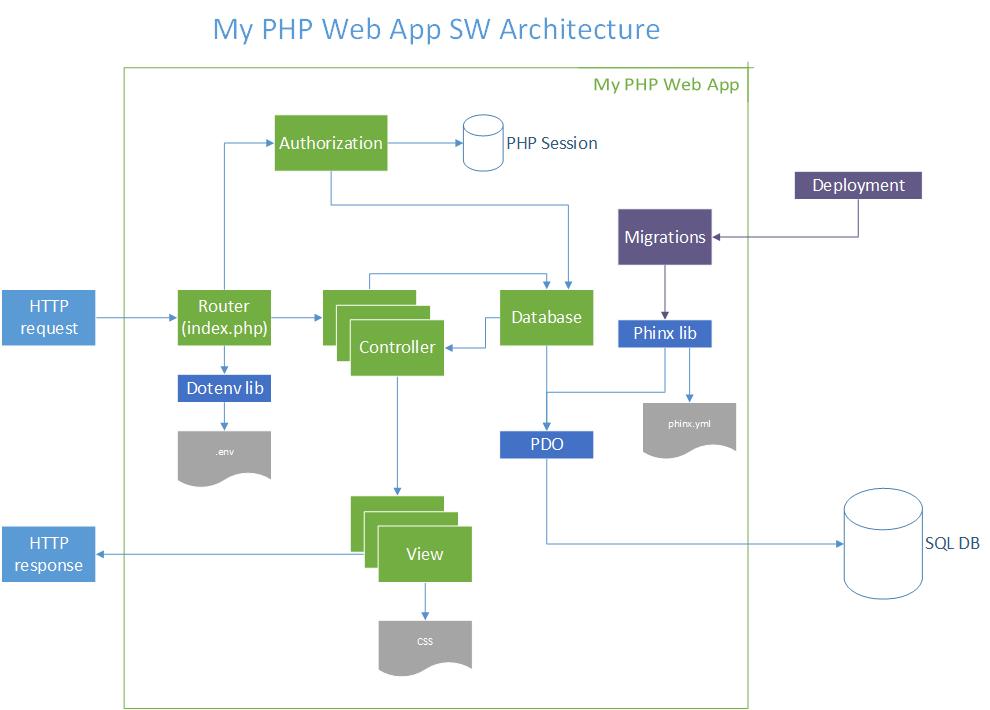 My PHP Web App SW Architecture
My PHP Web App
Authorization
PHP Session
Deployment
Migrations
HTTP
request
Router
(index.php)
Controller
Database
Phinx lib
Dotenv lib
phinx.yml
.env
PDO
HTTP
response
View
SQL DB
CSS